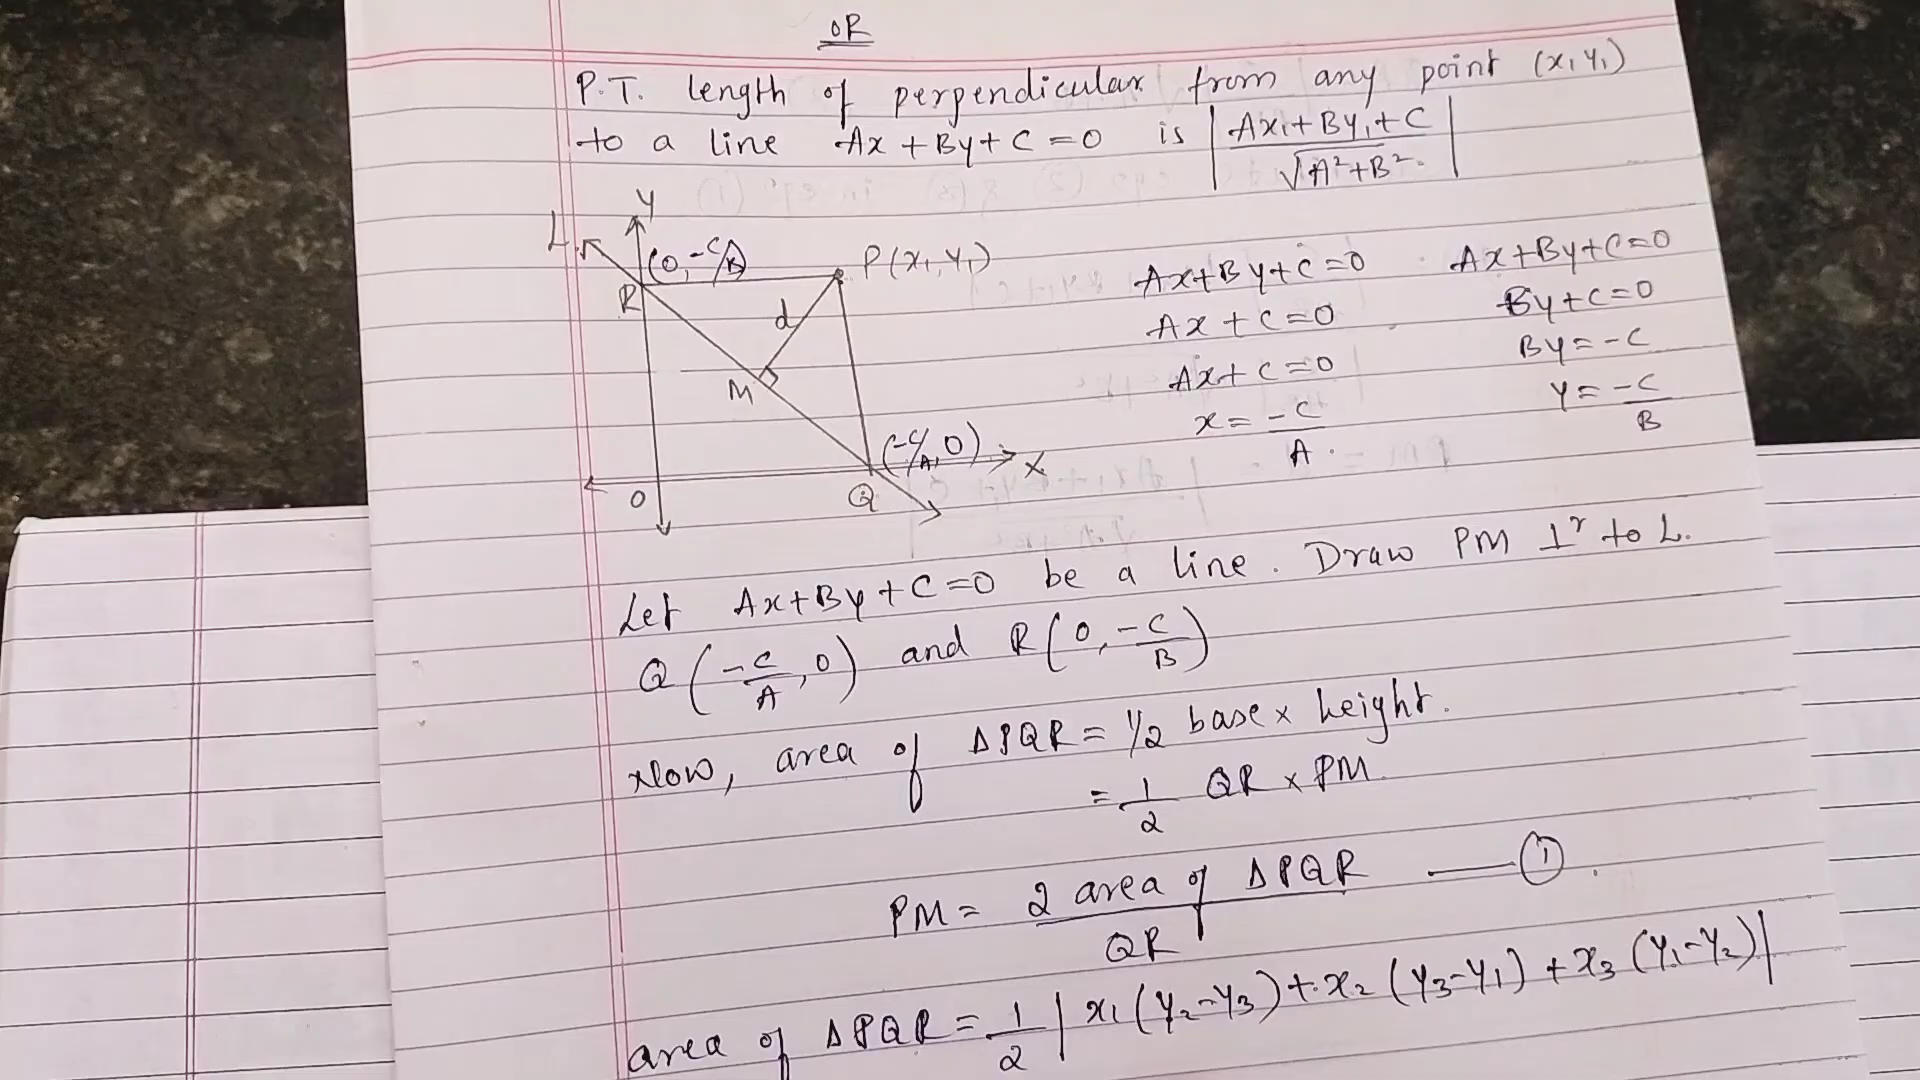 OR
P.T. length of perpendicular from any point (x₁ y₁)
to a line Ax + By + C = 0 is | Ax₁ + By₁ + C / √A² + B² |
Y
L
(0, -C/B)
P(x₁, y₁)
R
d
M
(-C/A, 0)
X
O
Q
Ax + By + C = 0
Ax + C = 0
Ax + C = 0
x = -C/A.
Ax + By + C = 0
By + C = 0
By = -C
y = -C/B
Let Ax + By + C = 0 be a line. Draw PM ⊥ʳ to L.
Q(-C/A, 0) and R(0, -C/B)
Now, area of ΔPQR = 1/2 base × height.
= 1/2 QR × PM.
PM = 2 area of ΔPQR / QR —— ①.
area of ΔPQR = 1/2 | x₁(y₂-y₃) + x₂(y₃-y₁) + x₃(y₁-y₂) |